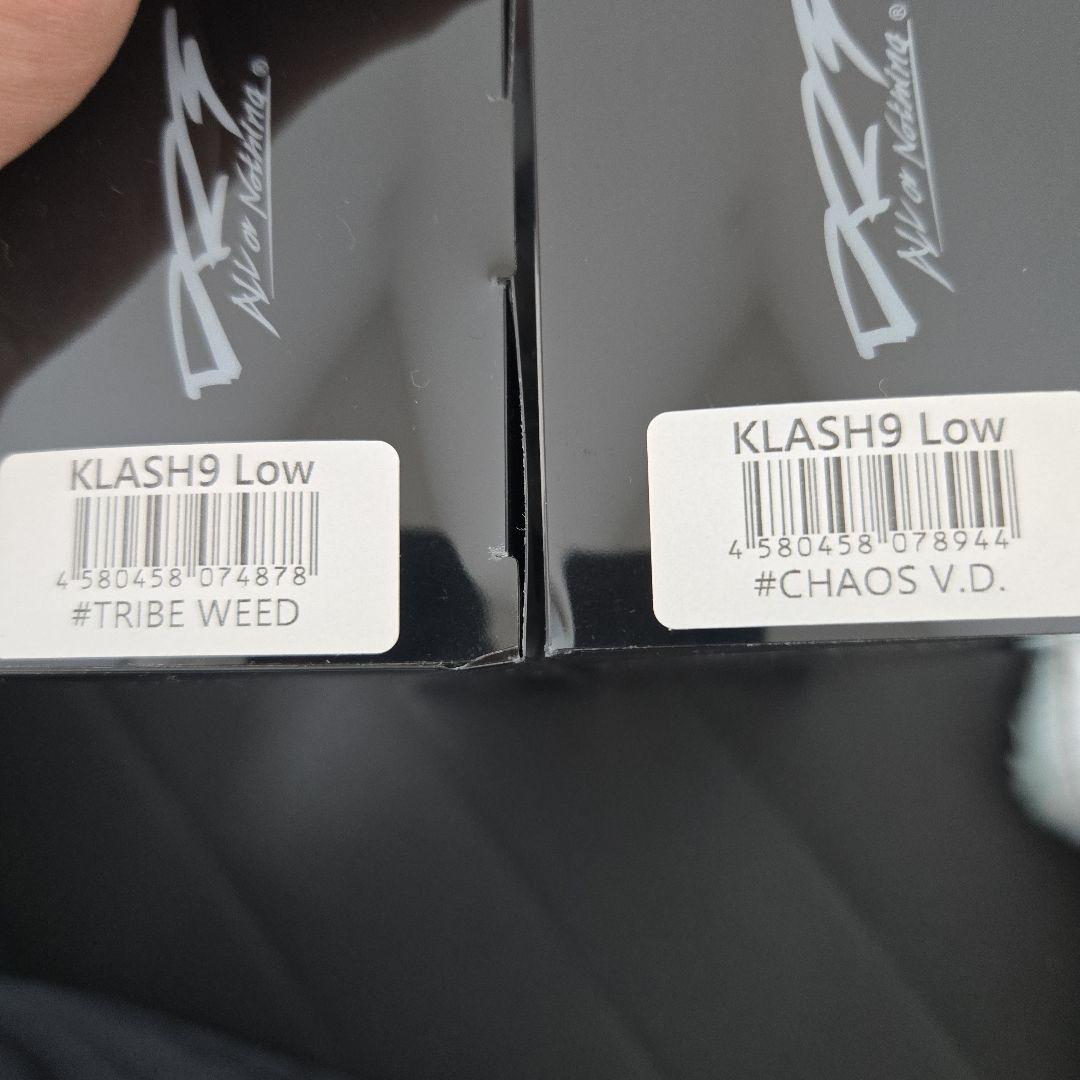 All or Nothing®
KLASH9 Low
4 580458 074878
#TRIBE WEED
All or Nothing®
KLASH9 Low
4 580458 078944
#CHAOS V.D.